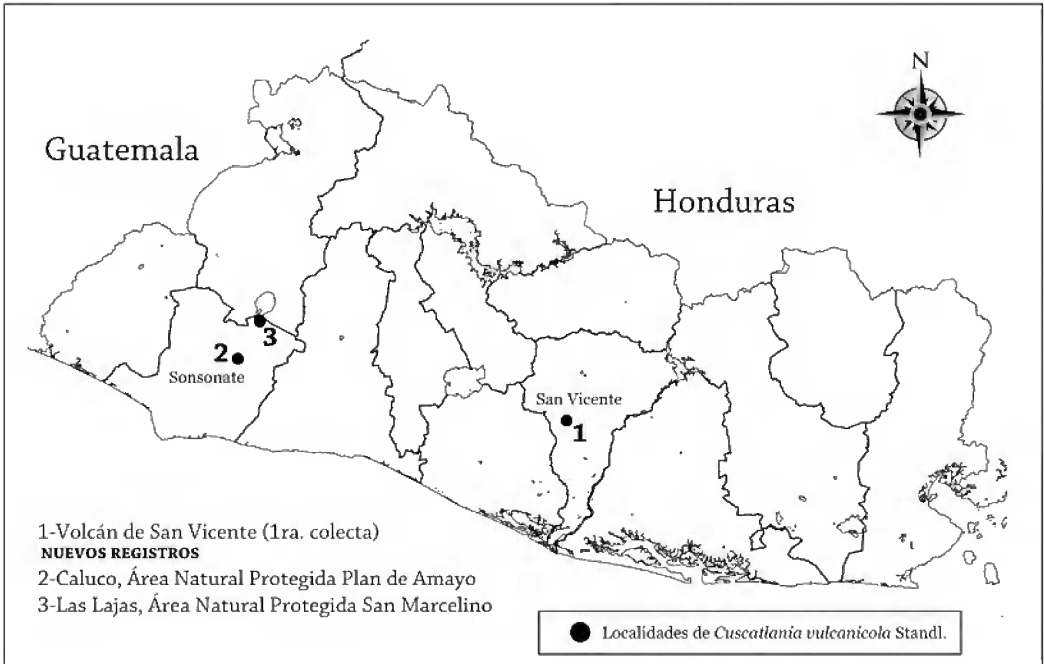 N
Guatemala
Honduras
3
2
Sonsonate
San Vicente
1
1-Volcán de San Vicente (1ra. colecta)
NUEVOS REGISTROS
2-Caluco, Área Natural Protegida Plan de Amayo
3-Las Lajas, Área Natural Protegida San Marcelino
Localidades de Cuscatlania vulcanicola Standl.